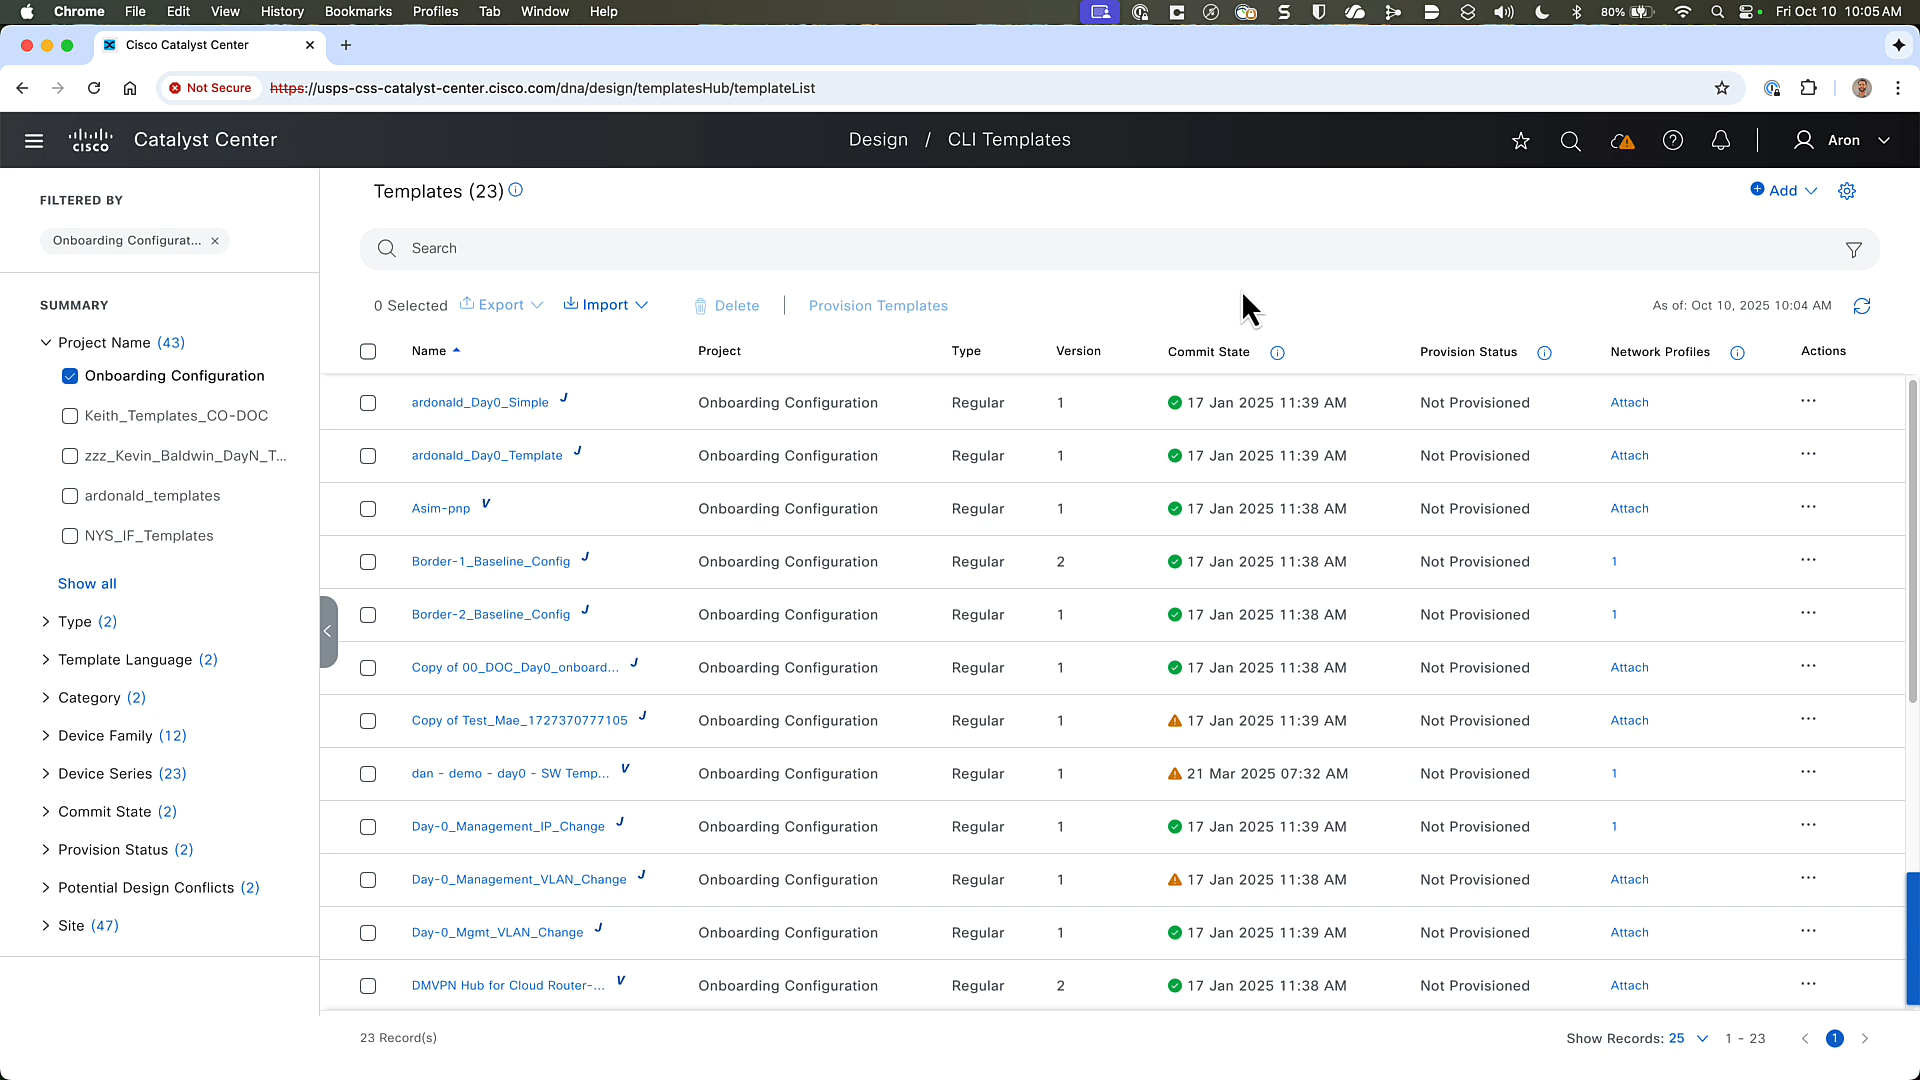 Chrome File Edit View History Bookmarks Profiles Tab Window Help 80% Fri Oct 10 10:05 AM
Cisco Catalyst Center
Not Secure https://usps-css-catalyst-center.cisco.com/dna/design/templatesHub/templateList
CISCO Catalyst Center Design / CLI Templates Aron
FILTERED BY
Onboarding Configurat...
SUMMARY
Project Name (43)
Onboarding Configuration
Keith_Templates_CO-DOC
zzz_Kevin_Baldwin_DayN_T...
ardonald_templates
NYS_IF_Templates
Show all
Type (2)
Template Language (2)
Category (2)
Device Family (12)
Device Series (23)
Commit State (2)
Provision Status (2)
Potential Design Conflicts (2)
Site (47)
Templates (23) Add
Search
0 Selected Export Import Delete Provision Templates As of: Oct 10, 2025 10:04 AM
Name Project Type Version Commit State Provision Status Network Profiles Actions
ardonald_Day0_Simple J Onboarding Configuration Regular 1 17 Jan 2025 11:39 AM Not Provisioned Attach ...
ardonald_Day0_Template J Onboarding Configuration Regular 1 17 Jan 2025 11:39 AM Not Provisioned Attach ...
Asim-pnp V Onboarding Configuration Regular 1 17 Jan 2025 11:38 AM Not Provisioned Attach ...
Border-1_Baseline_Config J Onboarding Configuration Regular 2 17 Jan 2025 11:38 AM Not Provisioned 1 ...
Border-2_Baseline_Config J Onboarding Configuration Regular 1 17 Jan 2025 11:38 AM Not Provisioned 1 ...
Copy of 00_DOC_Day0_onboard... J Onboarding Configuration Regular 1 17 Jan 2025 11:38 AM Not Provisioned Attach ...
Copy of Test_Mae_1727370777105 J Onboarding Configuration Regular 1 17 Jan 2025 11:39 AM Not Provisioned Attach ...
dan - demo - day0 - SW Temp... V Onboarding Configuration Regular 1 21 Mar 2025 07:32 AM Not Provisioned 1 ...
Day-0_Management_IP_Change J Onboarding Configuration Regular 1 17 Jan 2025 11:39 AM Not Provisioned 1 ...
Day-0_Management_VLAN_Change J Onboarding Configuration Regular 1 17 Jan 2025 11:38 AM Not Provisioned Attach ...
Day-0_Mgmt_VLAN_Change J Onboarding Configuration Regular 1 17 Jan 2025 11:39 AM Not Provisioned Attach ...
DMVPN Hub for Cloud Router-... V Onboarding Configuration Regular 2 17 Jan 2025 11:38 AM Not Provisioned Attach ...
23 Record(s) Show Records: 25 1 - 23 1